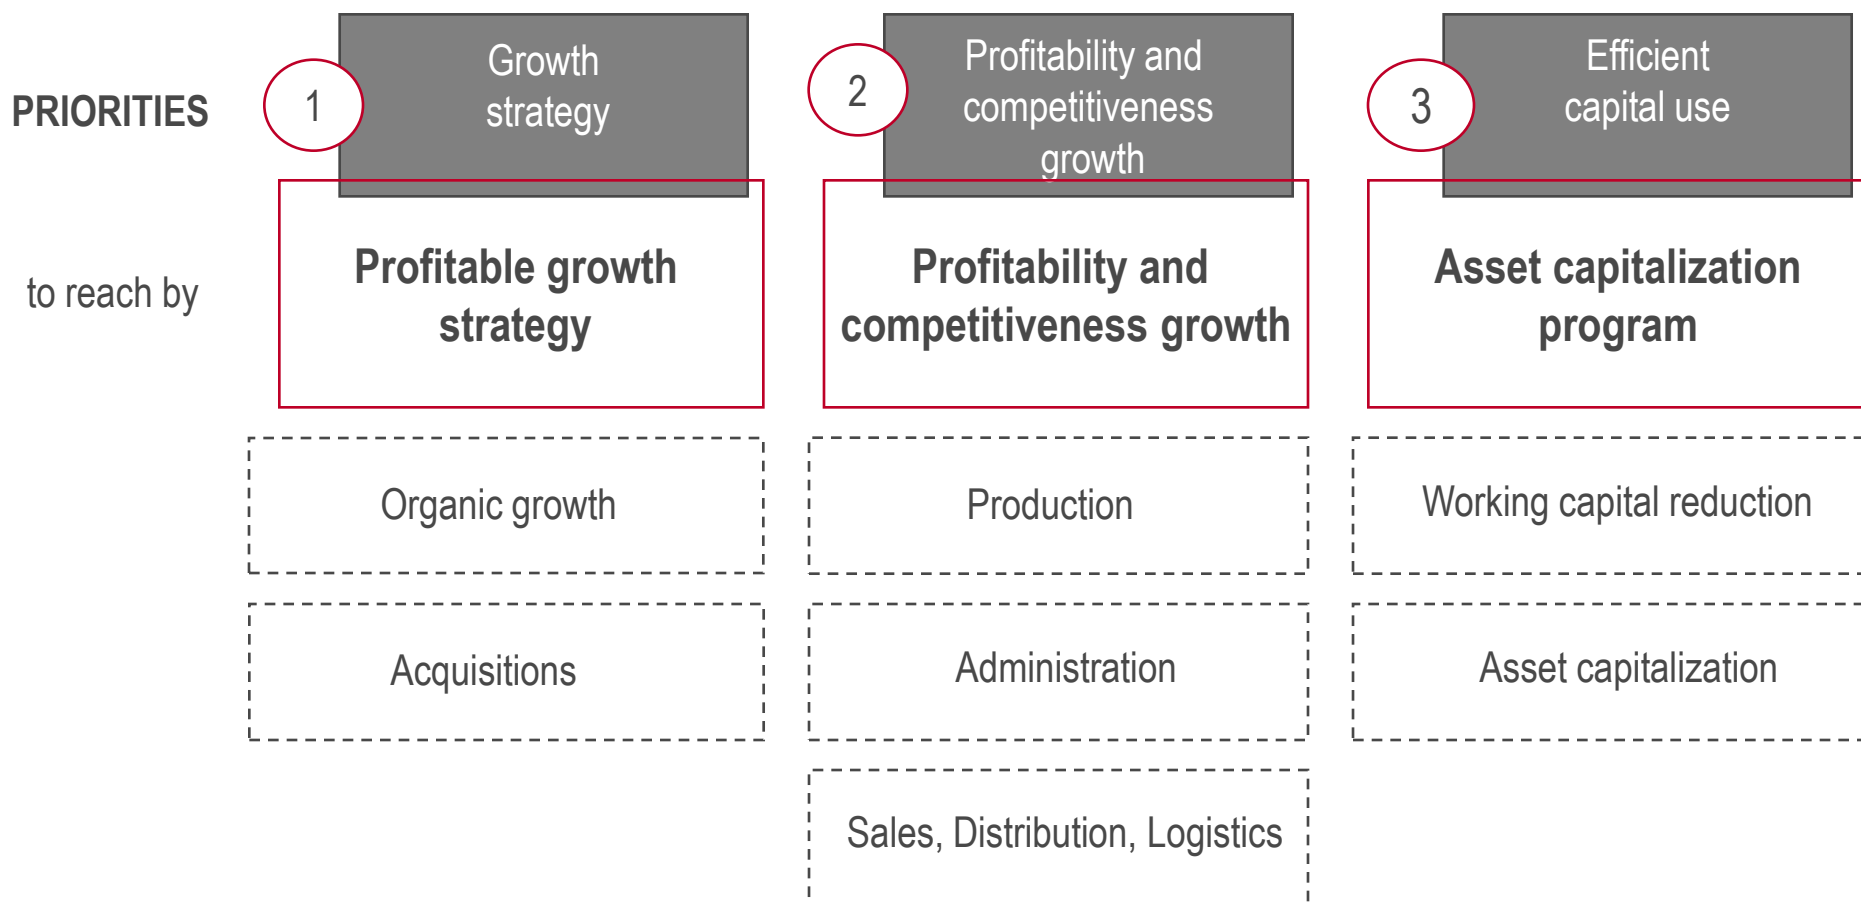 PRIORITIES
1
Growth
strategy
2
Profitability and
competitiveness
growth
3
Efficient
capital use
to reach by
Profitable growth
strategy
Profitability and
competitiveness growth
Asset capitalization
program
Organic growth
Production
Working capital reduction
Acquisitions
Administration
Asset capitalization
Sales, Distribution, Logistics